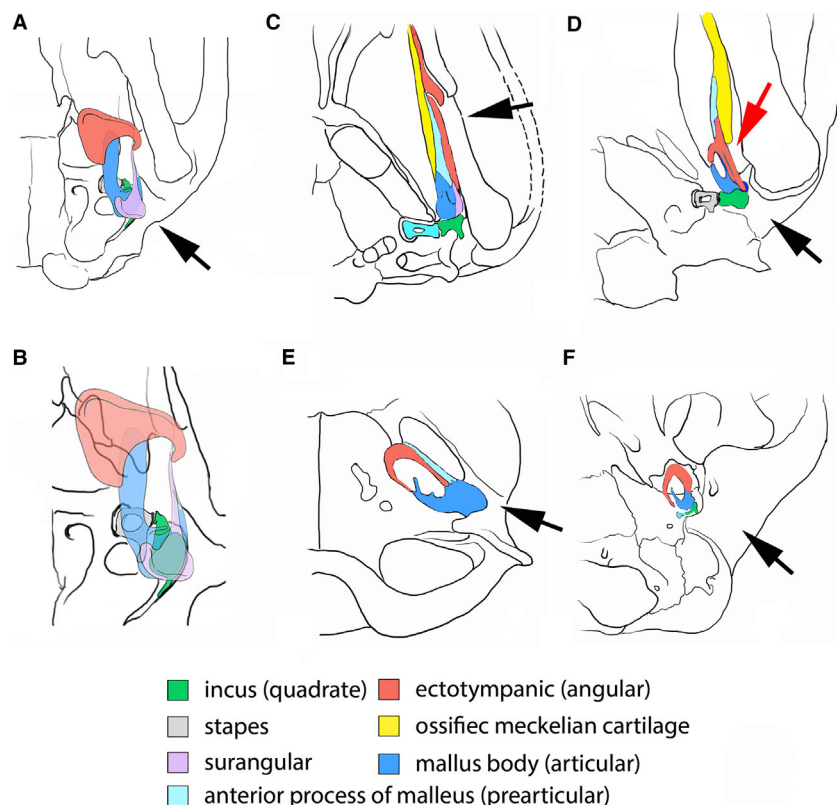 A
C
D
B
E
F
incus (quadrate)
ectotympanic (angular)
stapes
ossifiec meckelian cartilage
surangular
mallus body (articular)
anterior process of malleus (prearticular)